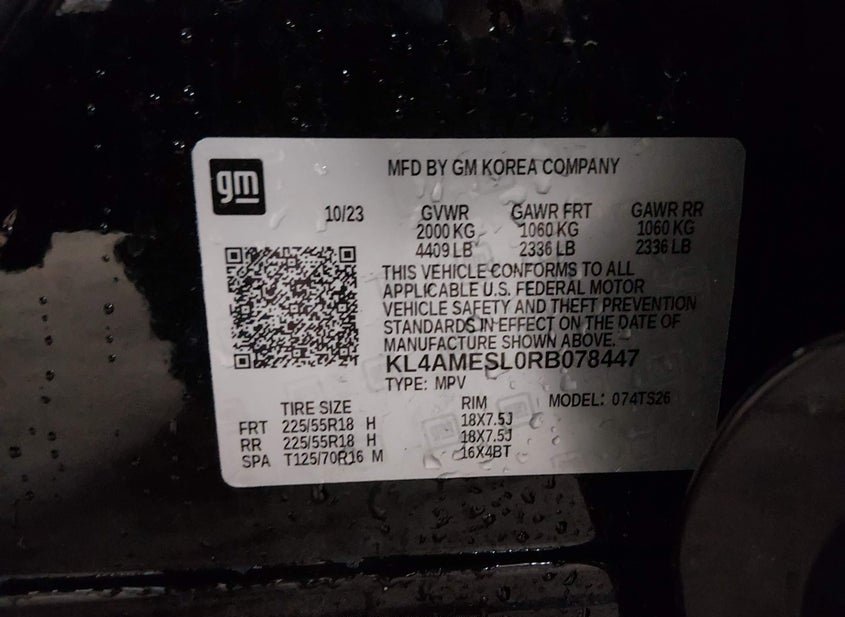 gm
MFD BY GM KOREA COMPANY
10/23 GVWR GAWR FRT GAWR RR
2000 KG 1060 KG 1060 KG
4409 LB 2336 LB 2336 LB
THIS VEHICLE CONFORMS TO ALL
APPLICABLE U.S. FEDERAL MOTOR
VEHICLE SAFETY AND THEFT PREVENTION
STANDARDS IN EFFECT ON THE DATE OF
MANUFACTURE SHOWN ABOVE.
KL4AMESL0RB078447
TYPE: MPV
TIRE SIZE RIM MODEL: 074TS26
FRT 225/55R18 H 18X7.5J
RR 225/55R18 H 18X7.5J
SPA T125/70R16 M 16X4BT